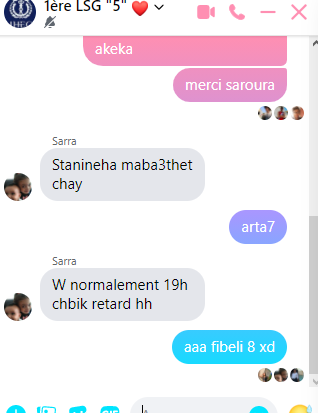 1ère LSG "5"
akeka
merci saroura
Sarra
Stanineha maba3thet
chay
arta7
Sarra
W normalement 19h
chbik retard hh
aaa fibeli 8 xd